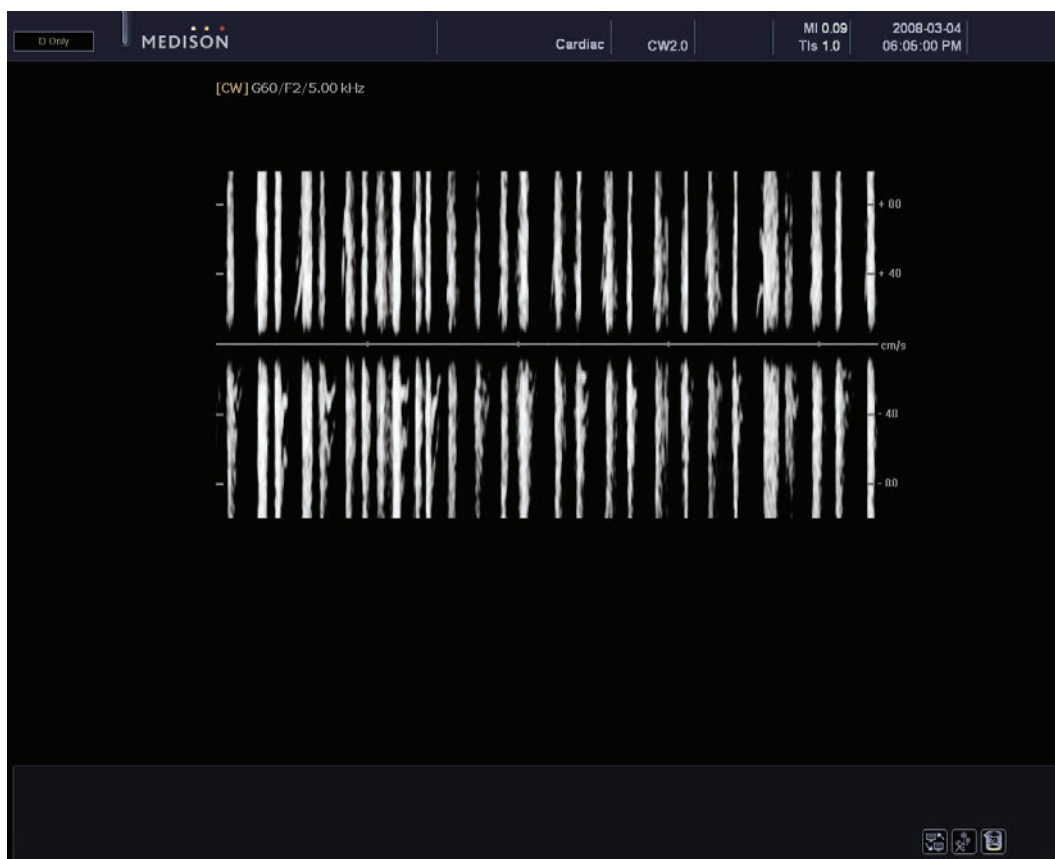 D Only
MEDISON
Cardiac
CW2.0
MI 0.09
TIs 1.0
2008-03-04
06:05:00 PM
[CW] G60/F2/5.00 kHz
+ 80
+ 40
cm/s
- 40
- 80